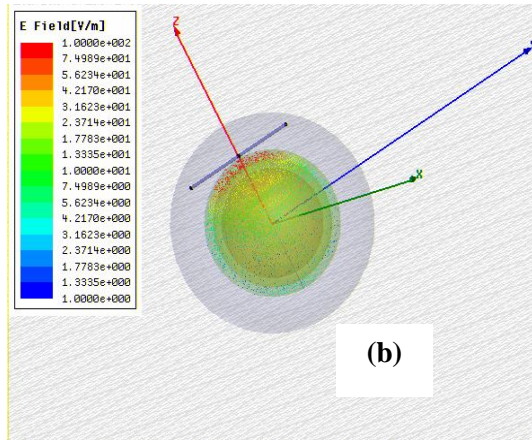 E Field[V/m]
1.0000e+002
7.4989e+001
5.6234e+001
4.2170e+001
3.1623e+001
2.3714e+001
1.7783e+001
1.3335e+001
1.0000e+001
7.4989e+000
5.6234e+000
4.2170e+000
3.1623e+000
2.3714e+000
1.7783e+000
1.3335e+000
1.0000e+000
Z
X
(b)